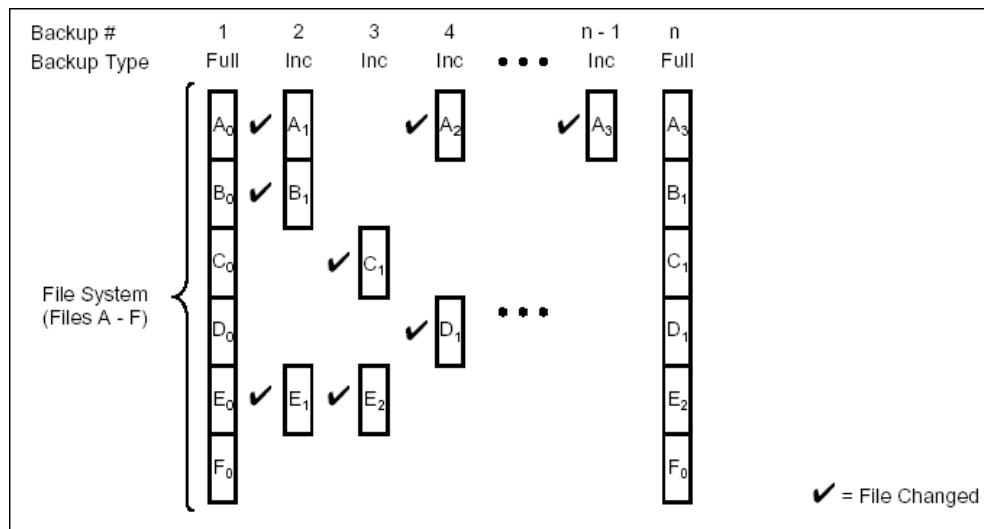 Backup # 1 2 3 4 n - 1 n
Backup Type Full Inc Inc Inc • • • Inc Full
A₀ ✔ A₁ ✔ A₂ ✔ A₃ A₃
B₀ ✔ B₁ B₁
C₀ ✔ C₁ C₁
File System
(Files A - F)
D₀ ✔ D₁ • • • D₁
E₀ ✔ E₁ ✔ E₂ E₂
F₀ F₀
✔ = File Changed